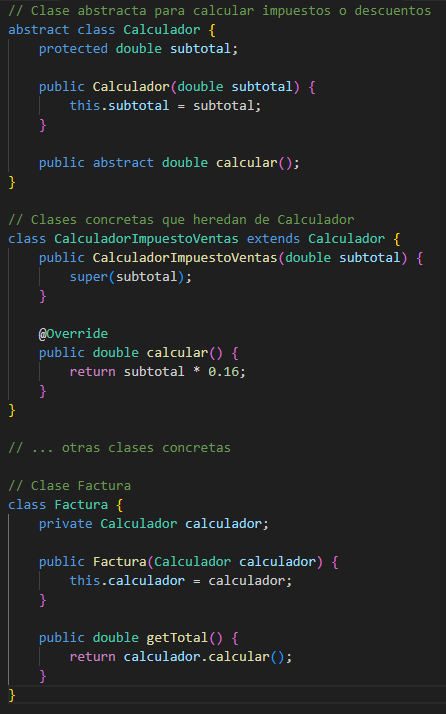 // Clase abstracta para calcular impuestos o descuentos
abstract class Calculador {
    protected double subtotal;

    public Calculador(double subtotal) {
        this.subtotal = subtotal;
    }

    public abstract double calcular();
}

// Clases concretas que heredan de Calculador
class CalculadorImpuestoVentas extends Calculador {
    public CalculadorImpuestoVentas(double subtotal) {
        super(subtotal);
    }

    @Override
    public double calcular() {
        return subtotal * 0.16;
    }
}

// ... otras clases concretas

// Clase Factura
class Factura {
    private Calculador calculador;

    public Factura(Calculador calculador) {
        this.calculador = calculador;
    }

    public double getTotal() {
        return calculador.calcular();
    }
}